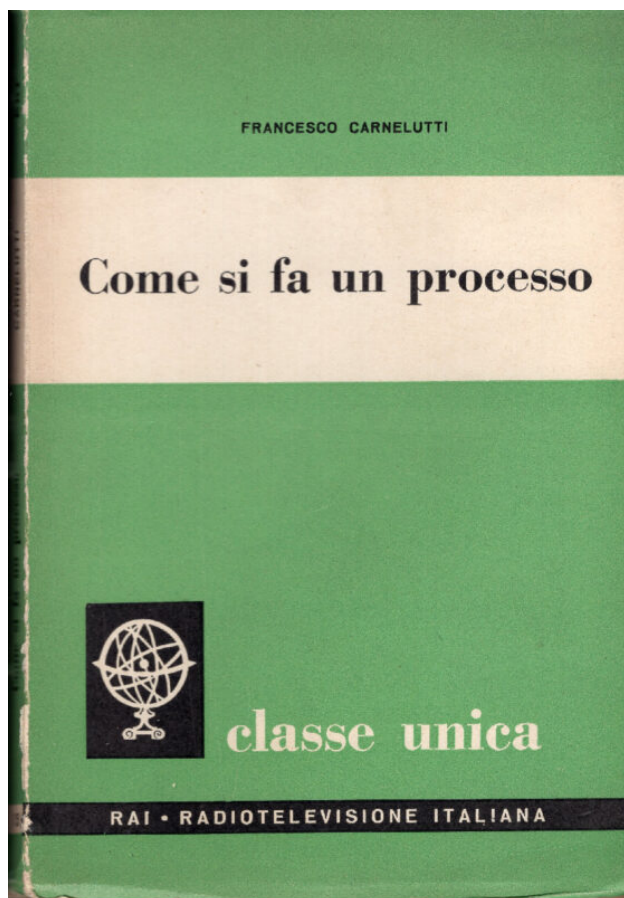 FRANCESCO CARNELUTTI
Come si fa un processo
classe unica
RAI • RADIOTELEVISIONE ITALIANA